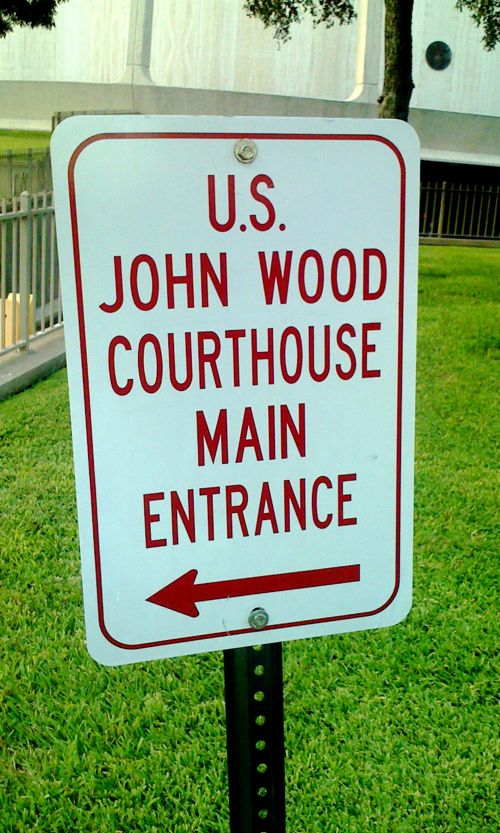 U.S.
JOHN WOOD
COURTHOUSE
MAIN
ENTRANCE